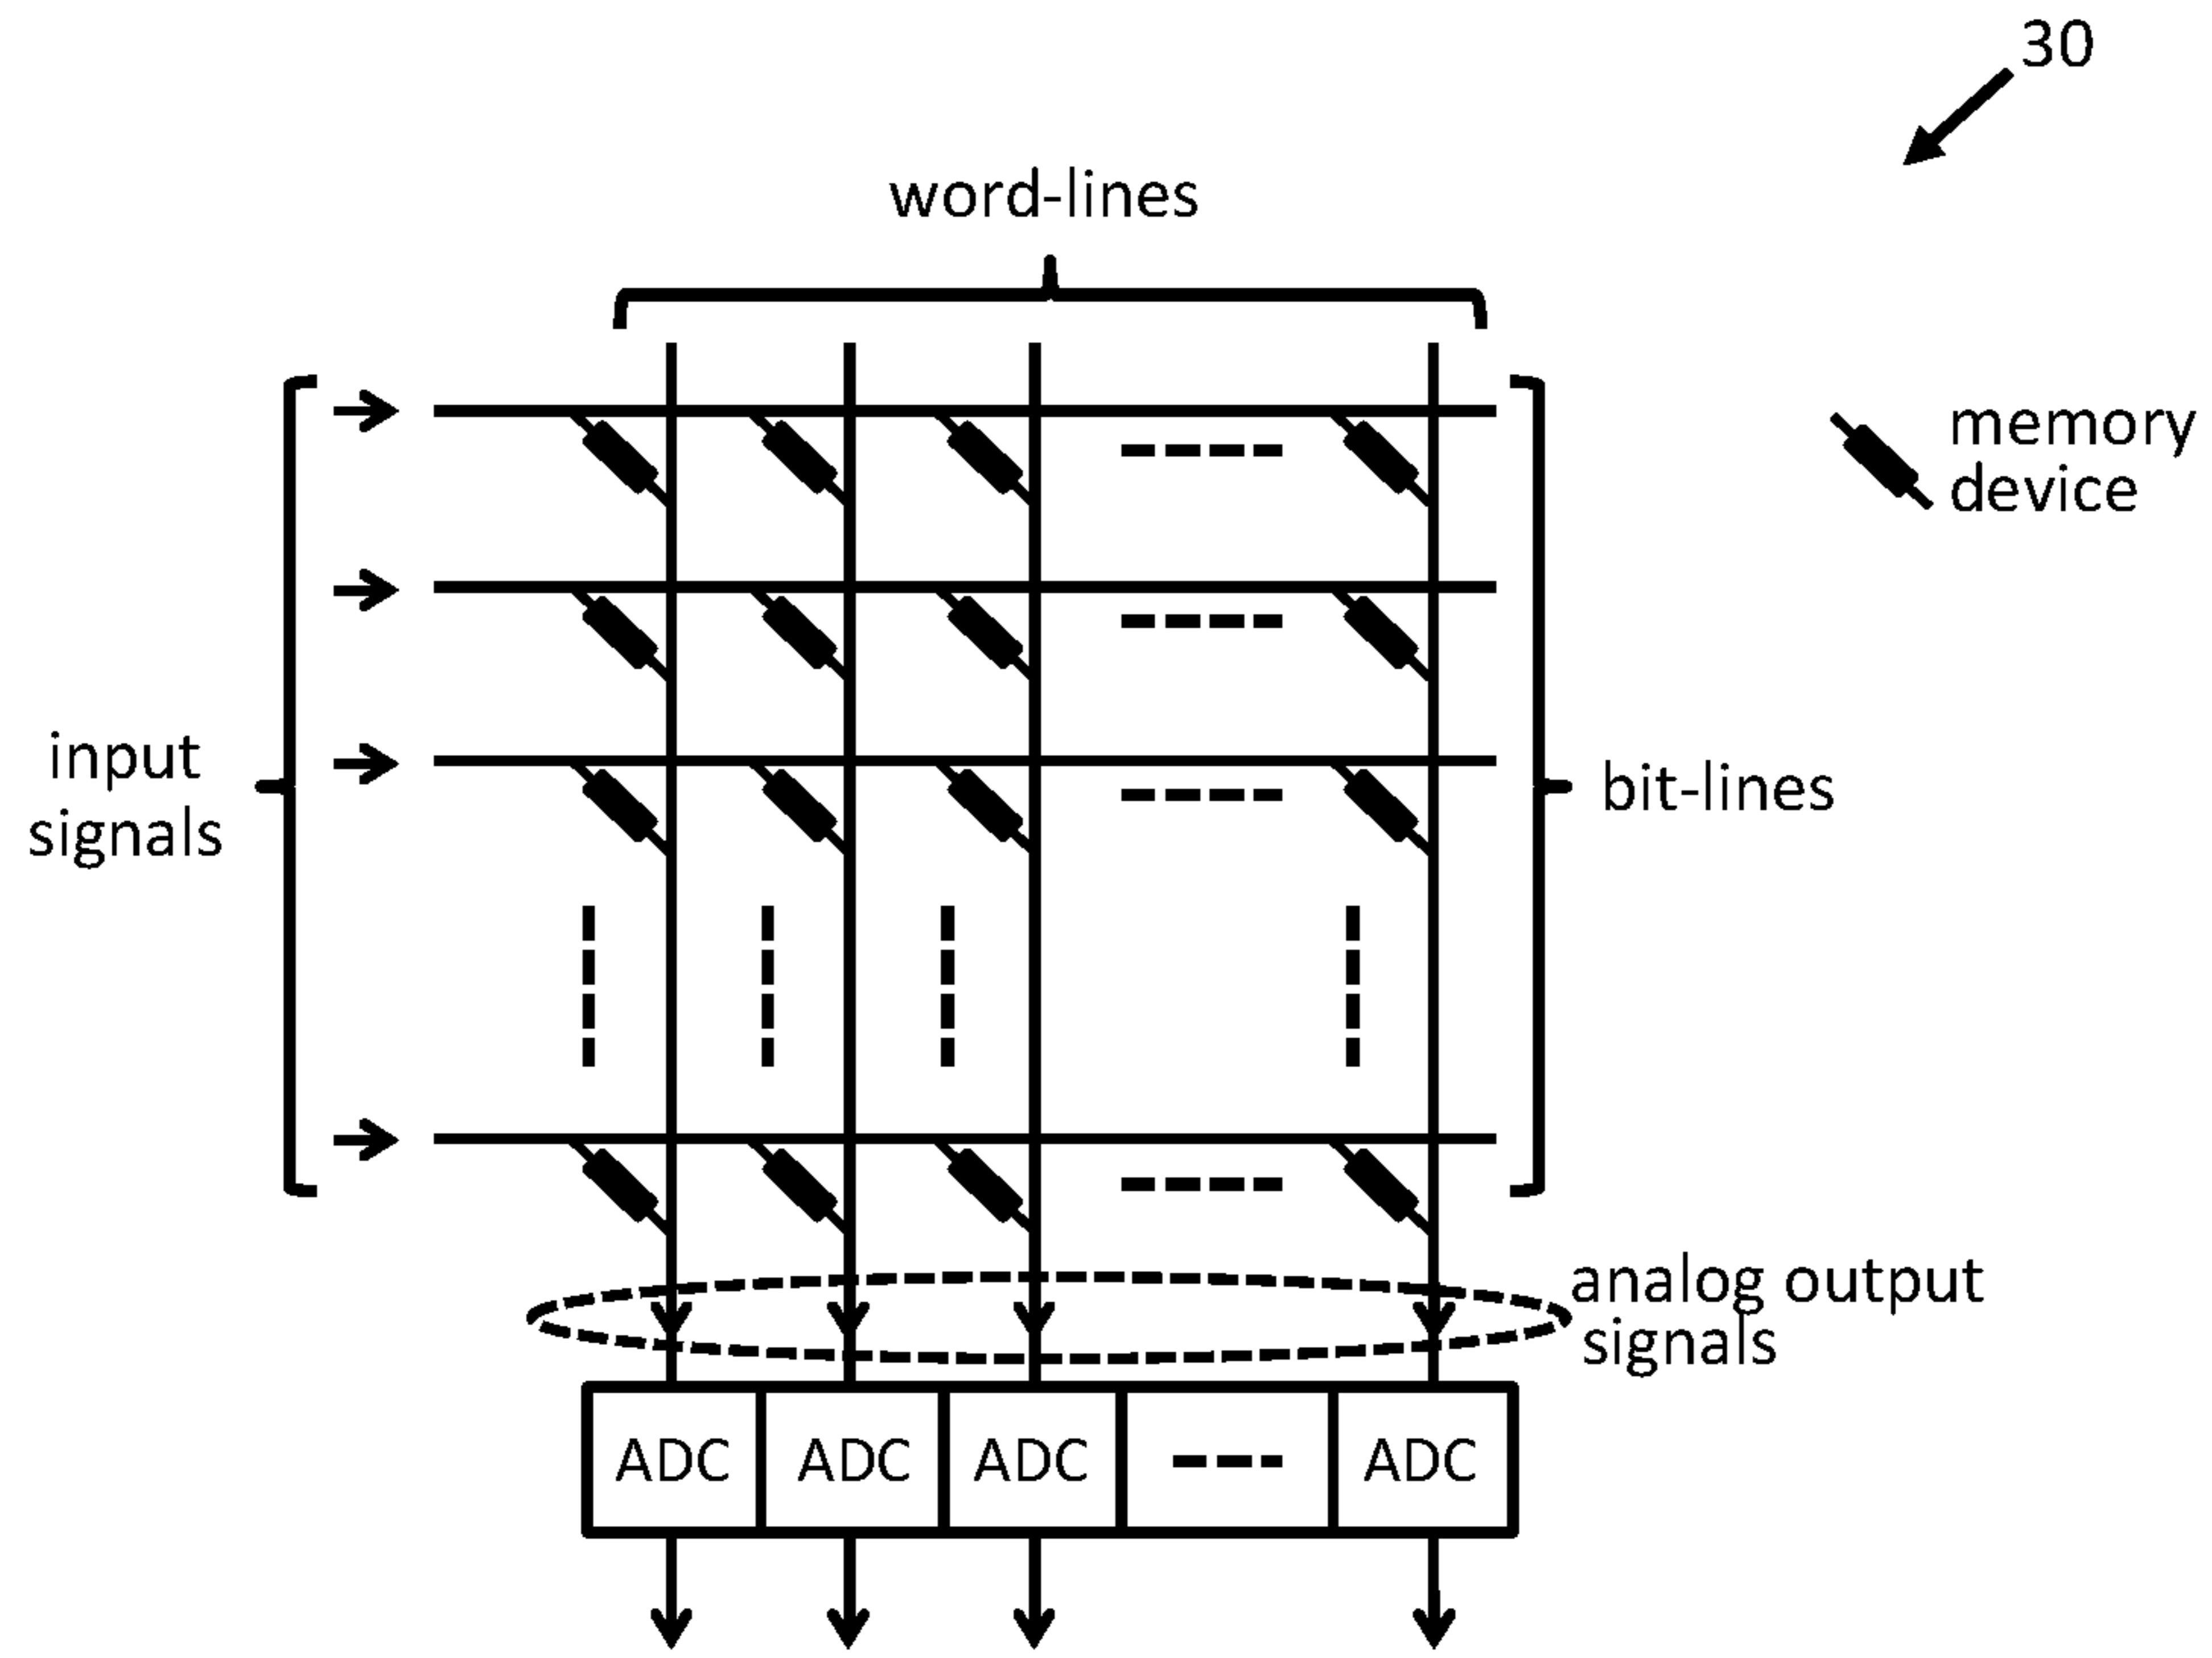 30
word-lines
memory
device
input
signals
bit-lines
analog output
signals
ADC ADC ADC ADC